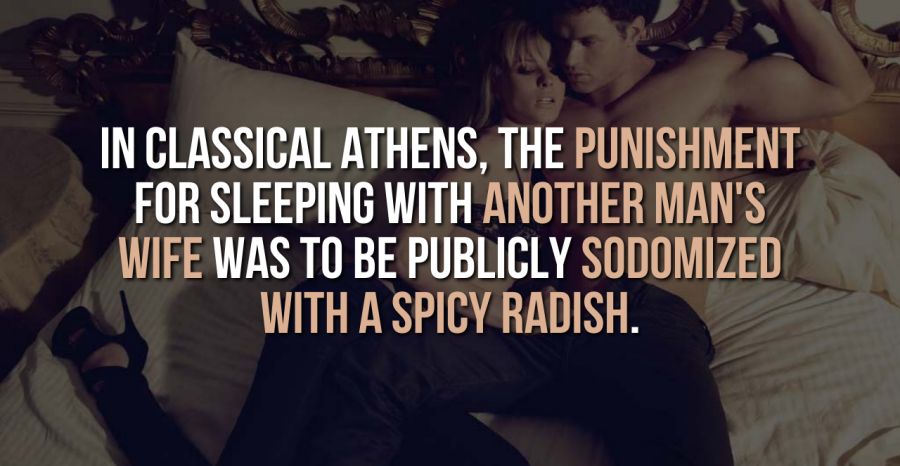 IN CLASSICAL ATHENS, THE PUNISHMENT
FOR SLEEPING WITH ANOTHER MAN'S
WIFE WAS TO BE PUBLICLY SODOMIZED
WITH A SPICY RADISH.